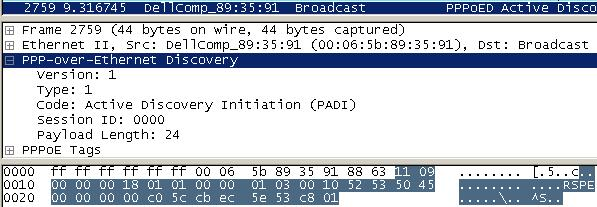 2759 9.316745 DellComp_89:35:91 Broadcast PPPoED Active Disco
Frame 2759 (44 bytes on wire, 44 bytes captured)
Ethernet II, Src: DellComp_89:35:91 (00:06:5b:89:35:91), Dst: Broadcast
PPP-over-Ethernet Discovery
Version: 1
Type: 1
Code: Active Discovery Initiation (PADI)
Session ID: 0000
Payload Length: 24
PPPoE Tags
0000 ff ff ff ff ff ff 00 06 5b 89 35 91 88 63 11 09 ........ [.5..c..
0010 00 00 00 18 01 01 00 00 01 03 00 10 52 53 50 45 ........ ....RSPE
0020 00 00 00 00 c0 5c cb ec 5e 53 c8 01 .....\.. ^S..